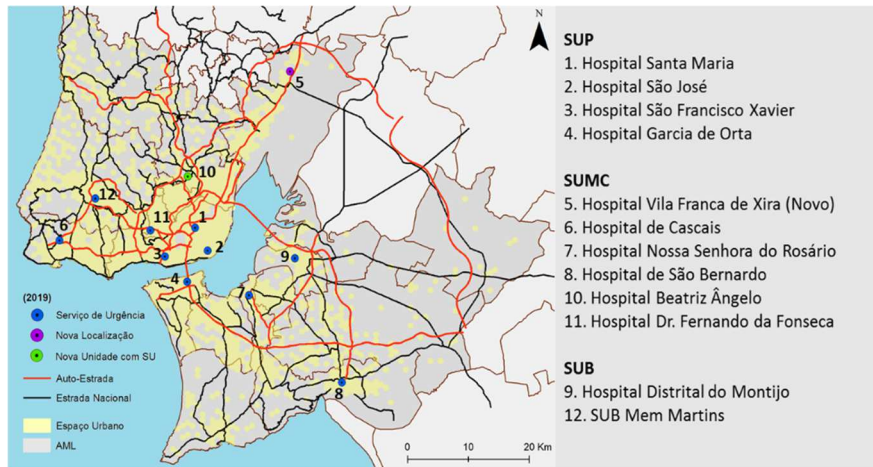 N
5
10
12
11
1
6
2
3
9
4
7
8
(2019)
Serviço de Urgência
Nova Localização
Nova Unidade com SU
Auto-Estrada
Estrada Nacional
Espaço Urbano
AML
0 10 20 Km
SUP
1. Hospital Santa Maria
2. Hospital São José
3. Hospital São Francisco Xavier
4. Hospital Garcia de Orta
SUMC
5. Hospital Vila Franca de Xira (Novo)
6. Hospital de Cascais
7. Hospital Nossa Senhora do Rosário
8. Hospital de São Bernardo
10. Hospital Beatriz Ângelo
11. Hospital Dr. Fernando da Fonseca
SUB
9. Hospital Distrital do Montijo
12. SUB Mem Martins